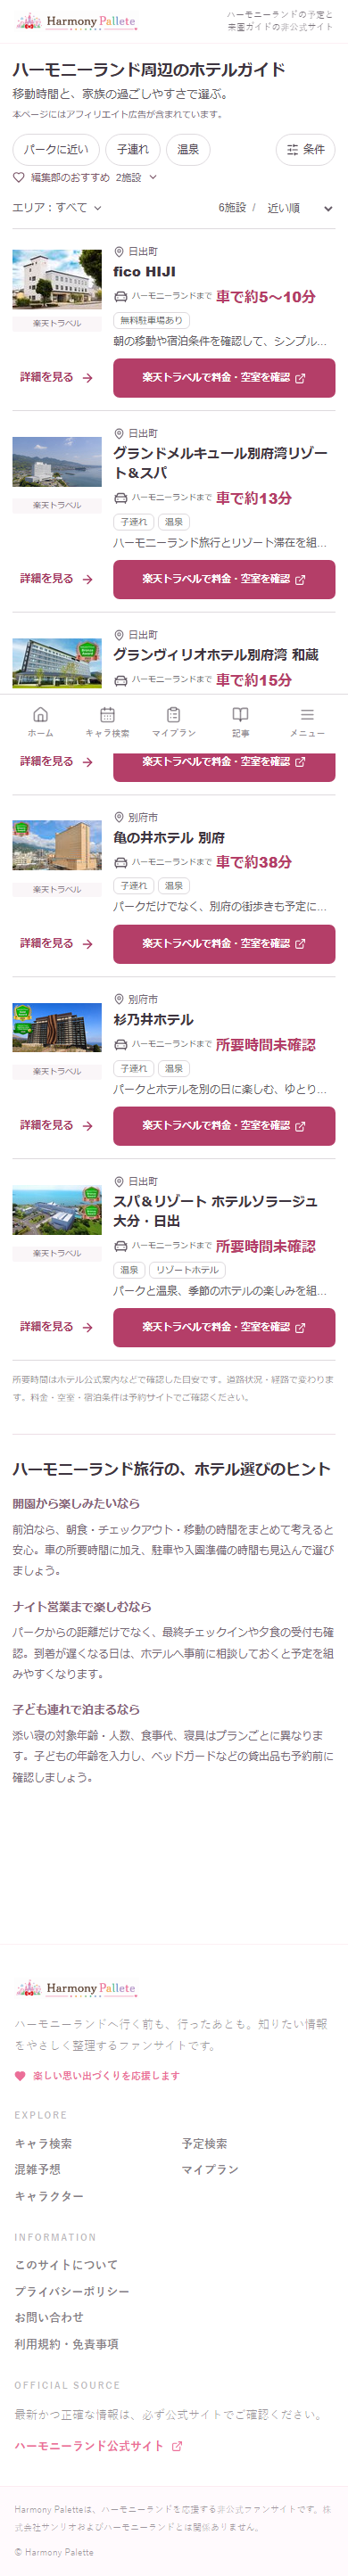 Harmony Pallete
ハーモニーランドの予定と
来園ガイドの非公式サイト
ハーモニーランド周辺のホテルガイド
移動時間と、家族の過ごしやすさで選ぶ。
本ページにはアフィリエイト広告が含まれています。
パークに近い
子連れ
温泉
条件
編集部のおすすめ 2施設
エリア：すべて
6施設 / 近い順
日出町
fico HIJI
ハーモニーランドまで 車で約5〜10分
楽天トラベル
無料駐車場あり
朝の移動や宿泊条件を確認して、シンプル...
詳細を見る
楽天トラベルで料金・空室を確認
日出町
グランドメルキュール別府湾リゾー
ト＆スパ
ハーモニーランドまで 車で約13分
楽天トラベル
子連れ
温泉
ハーモニーランド旅行とリゾート滞在を組...
詳細を見る
楽天トラベルで料金・空室を確認
日出町
グランヴィリオホテル別府湾 和蔵
ハーモニーランドまで 車で約15分
ホーム
キャラ検索
マイプラン
記事
メニュー
詳細を見る
楽天トラベルで料金・空室を確認
別府市
亀の井ホテル 別府
ハーモニーランドまで 車で約38分
楽天トラベル
子連れ
温泉
パークだけでなく、別府の街歩きも予定に...
詳細を見る
楽天トラベルで料金・空室を確認
別府市
杉乃井ホテル
ハーモニーランドまで 所要時間未確認
楽天トラベル
子連れ
温泉
パークとホテルを別の日に楽しむ、ゆとり...
詳細を見る
楽天トラベルで料金・空室を確認
日出町
スパ＆リゾート ホテルソラージュ
大分・日出
ハーモニーランドまで 所要時間未確認
楽天トラベル
温泉
リゾートホテル
パークと温泉、季節のホテルの楽しみを組...
詳細を見る
楽天トラベルで料金・空室を確認
所要時間はホテル公式案内などで確認した目安です。道路状況・経路で変わりま
す。料金・空室・宿泊条件は予約サイトでご確認ください。
ハーモニーランド旅行の、ホテル選びのヒント
開園から楽しみたいなら
前泊なら、朝食・チェックアウト・移動の時間をまとめて考えると
安心。車の所要時間に加え、駐車や入園準備の時間も見込んで選び
ましょう。
ナイト営業まで楽しむなら
パークからの距離だけでなく、最終チェックインや夕食の受付も確
認。到着が遅くなる日は、ホテルへ事前に相談しておくと予定を組
みやすくなります。
子ども連れで泊まるなら
添い寝の対象年齢・人数、食事代、寝具はプランごとに異なりま
す。子どもの年齢を入力し、ベッドガードなどの貸出品も予約前に
確認しましょう。
Harmony Pallete
ハーモニーランドへ行く前も、行ったあとも。知りたい情報
をやさしく整理するファンサイトです。
楽しい思い出づくりを応援します
EXPLORE
キャラ検索
予定検索
混雑予想
マイプラン
キャラクター
INFORMATION
このサイトについて
プライバシーポリシー
お問い合わせ
利用規約・免責事項
OFFICIAL SOURCE
最新かつ正確な情報は、必ず公式サイトでご確認ください。
ハーモニーランド公式サイト
Harmony Paletteは、ハーモニーランドを応援する非公式ファンサイトです。株
式会社サンリオおよびハーモニーランドとは関係ありません。
© Harmony Palette